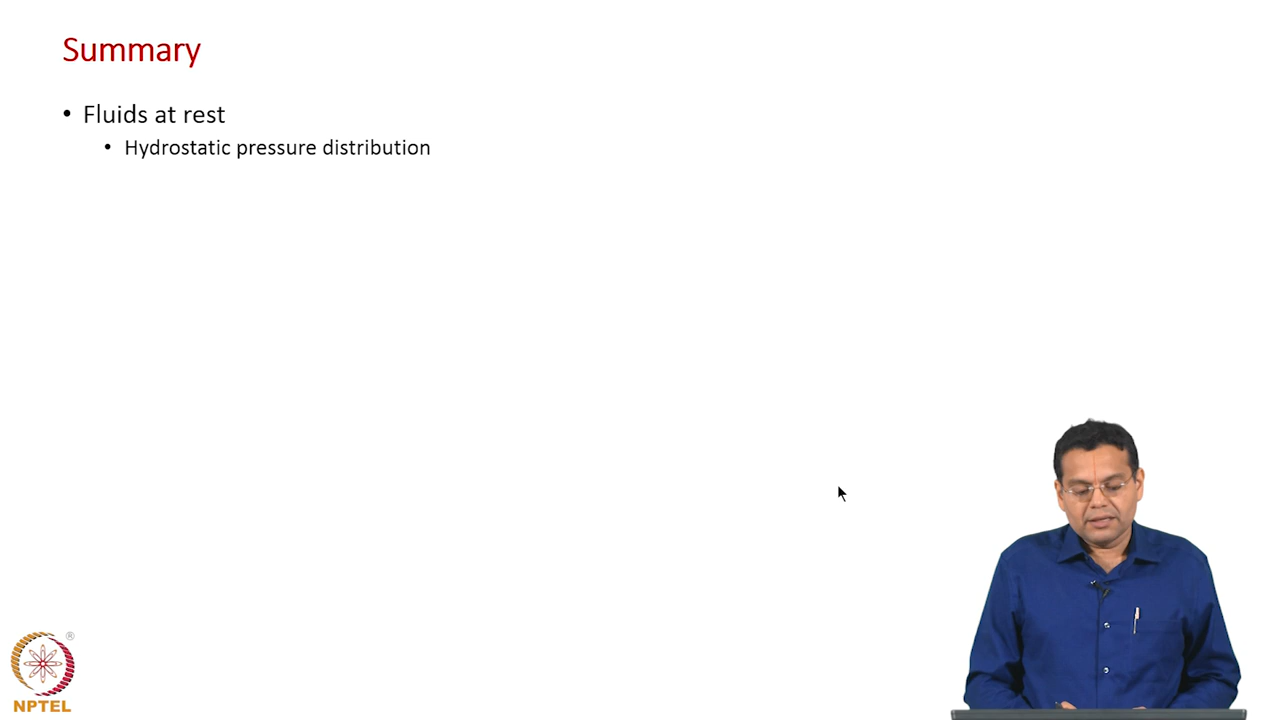 Summary
• Fluids at rest
• Hydrostatic pressure distribution
®
NPTEL